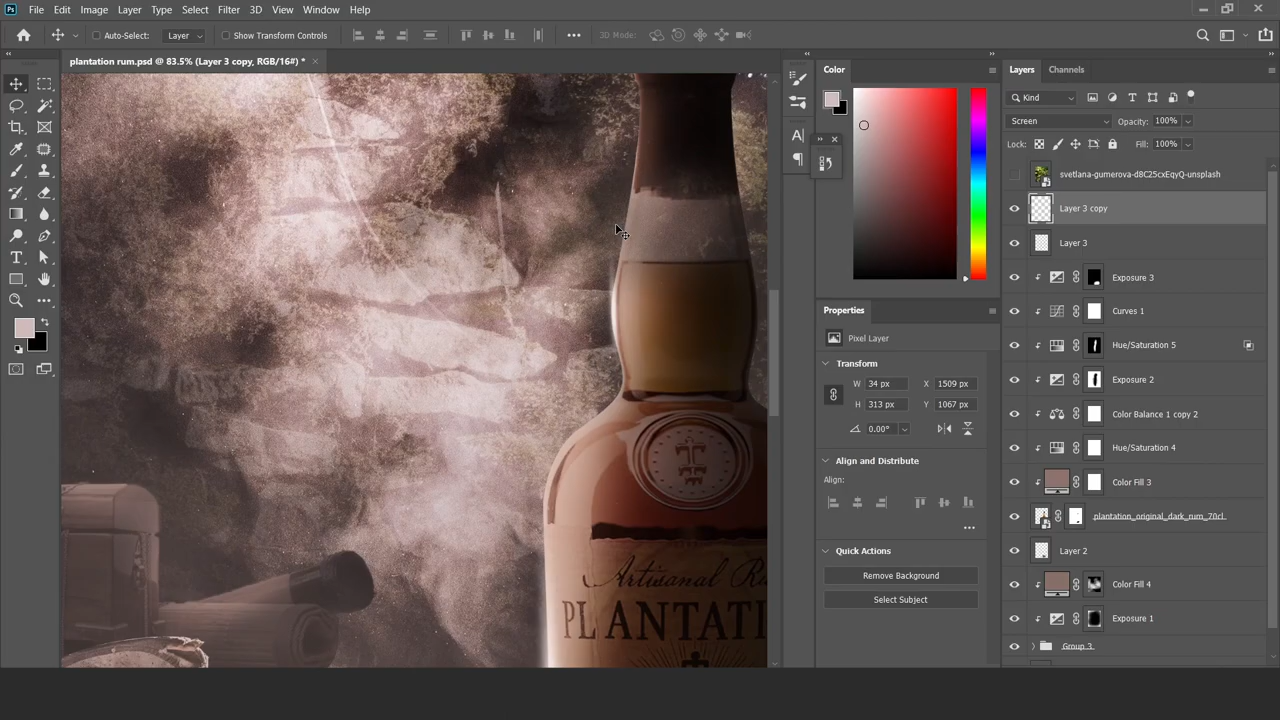 Ps File Edit Image Layer Type Select Filter 3D View Window Help
Auto-Select: Layer Show Transform Controls 3D Mode:
plantation rum.psd @ 83.5% (Layer 3 copy, RGB/16#) *
Artisanal
PLANTATI
Color
Properties
Pixel Layer
Transform
W 34 px X 1509 px
H 313 px Y 1067 px
0.00°
Align and Distribute
Align:
Quick Actions
Remove Background
Select Subject
Layers Channels
Kind
Screen Opacity: 100%
Lock: Fill: 100%
svetlana-gumerova-d8C25cxEqyQ-unsplash
Layer 3 copy
Layer 3
Exposure 3
Curves 1
Hue/Saturation 5
Exposure 2
Color Balance 1 copy 2
Hue/Saturation 4
Color Fill 3
plantation_original_dark_rum_70cl
Layer 2
Color Fill 4
Exposure 1
Group 3